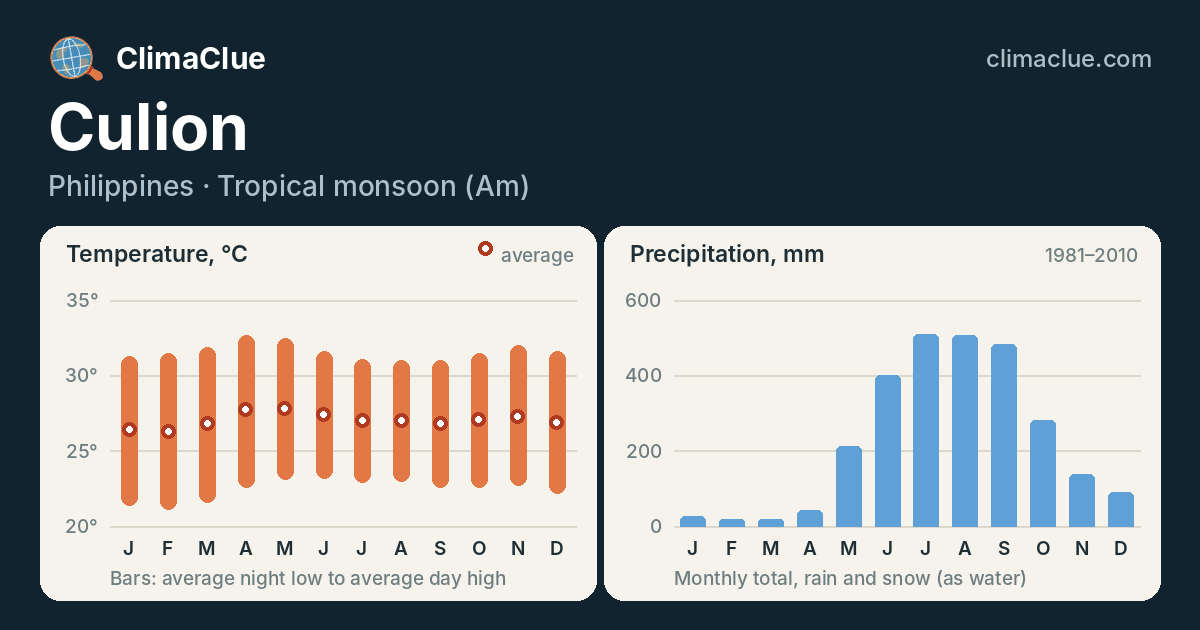 ClimaClue
climaclue.com
Culion
Philippines · Tropical monsoon (Am)
Temperature, °C
average
35°
30°
25°
20°
J F M A M J J A S O N D
Bars: average night low to average day high
Precipitation, mm
1981–2010
600
400
200
0
J F M A M J J A S O N D
Monthly total, rain and snow (as water)